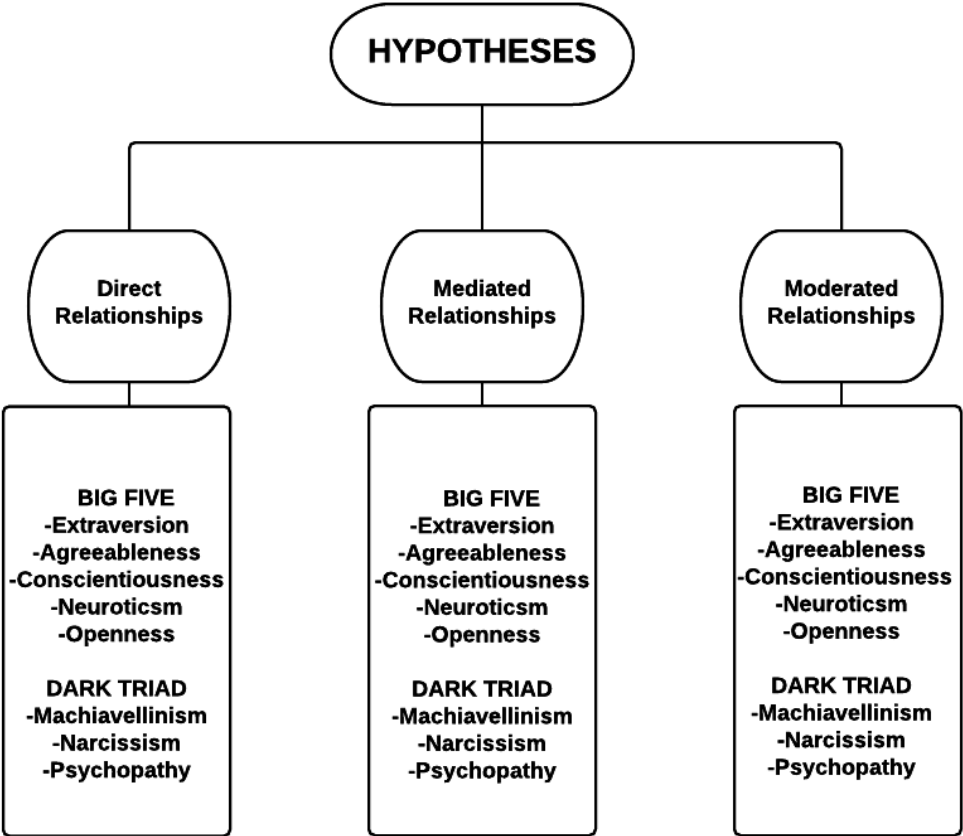 HYPOTHESES
Direct
Relationships
Mediated
Relationships
Moderated
Relationships
BIG FIVE
-Extraversion
-Agreeableness
-Conscientiousness
-Neuroticsm
-Openness
DARK TRIAD
-Machiavellinism
-Narcissism
-Psychopathy
BIG FIVE
-Extraversion
-Agreeableness
-Conscientiousness
-Neuroticsm
-Openness
DARK TRIAD
-Machiavellinism
-Narcissism
-Psychopathy
BIG FIVE
-Extraversion
-Agreeableness
-Conscientiousness
-Neuroticsm
-Openness
DARK TRIAD
-Machiavellinism
-Narcissism
-Psychopathy